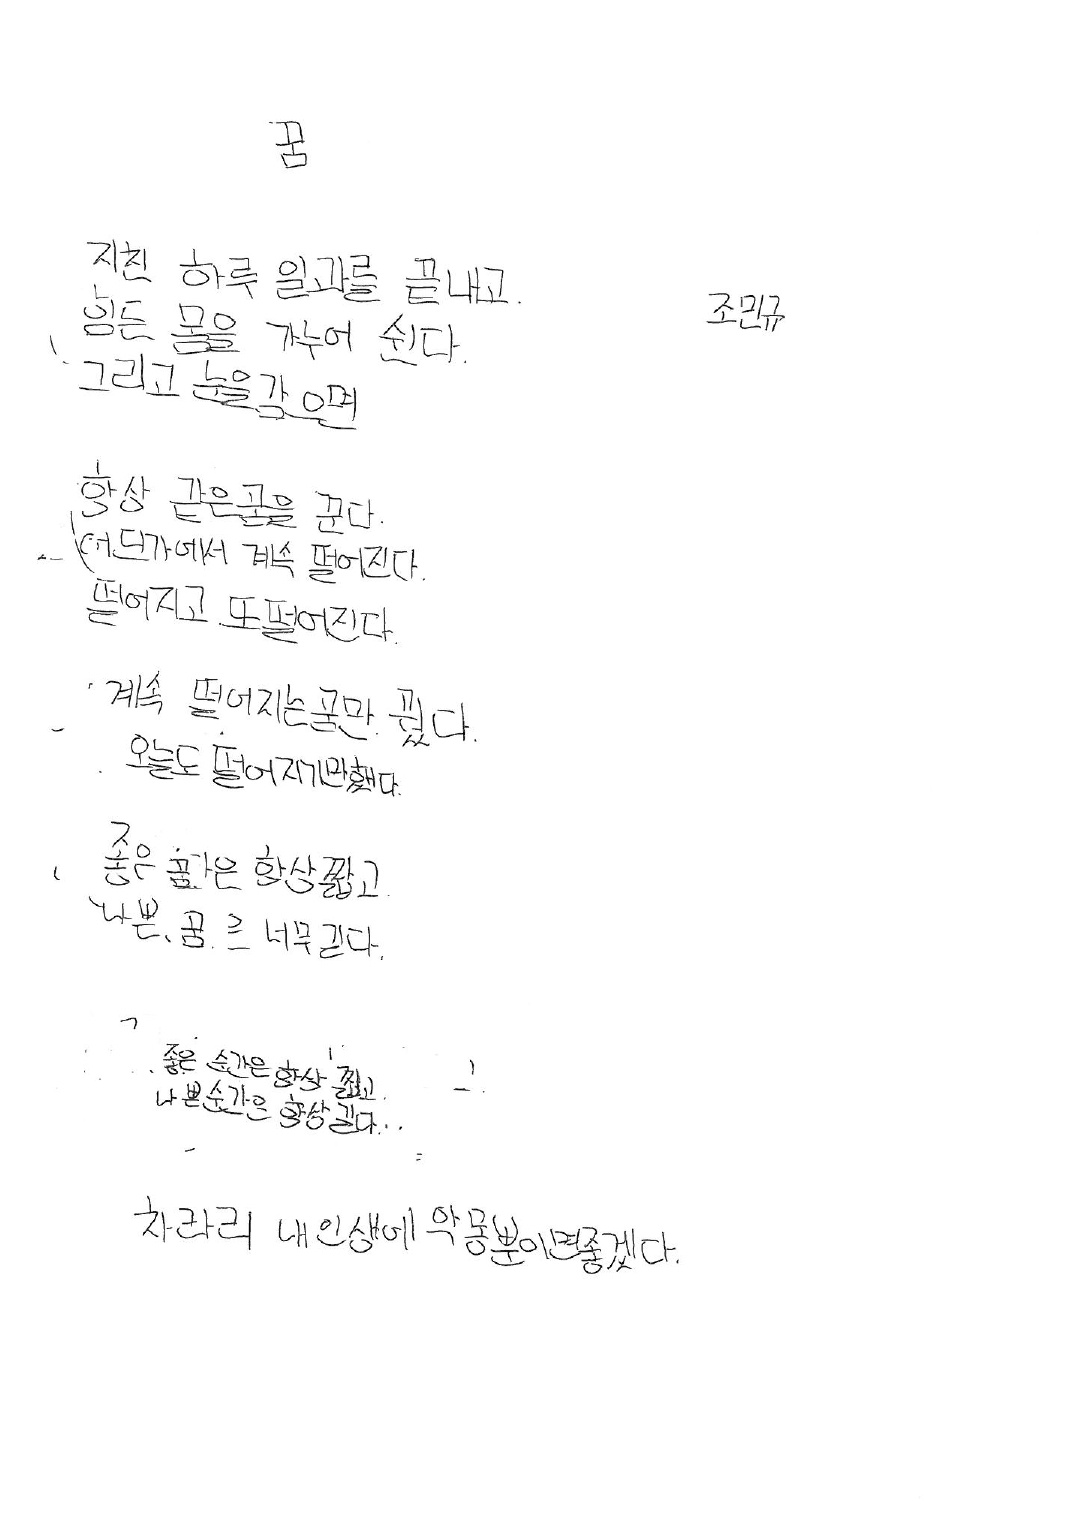 꿈
지친 하루 일과를 끝내고.
조민규
힘든 몸을 가누어 쉰다.
그리고 눈을 감으면
항상 같은 꿈을 꾼다.
어딘가에서 계속 떨어진다.
떨어지고 또 떨어진다.
계속 떨어지는 꿈만 꿨다.
오늘도 떨어지기만 했다.
좋은 항상 짧고
나쁜 꿈 너무 길다.
좋은 순간은 항상 짧고
나쁜 순간은 항상 길다..
차라리 내 인생에 악몽뿐이면 좋겠다.